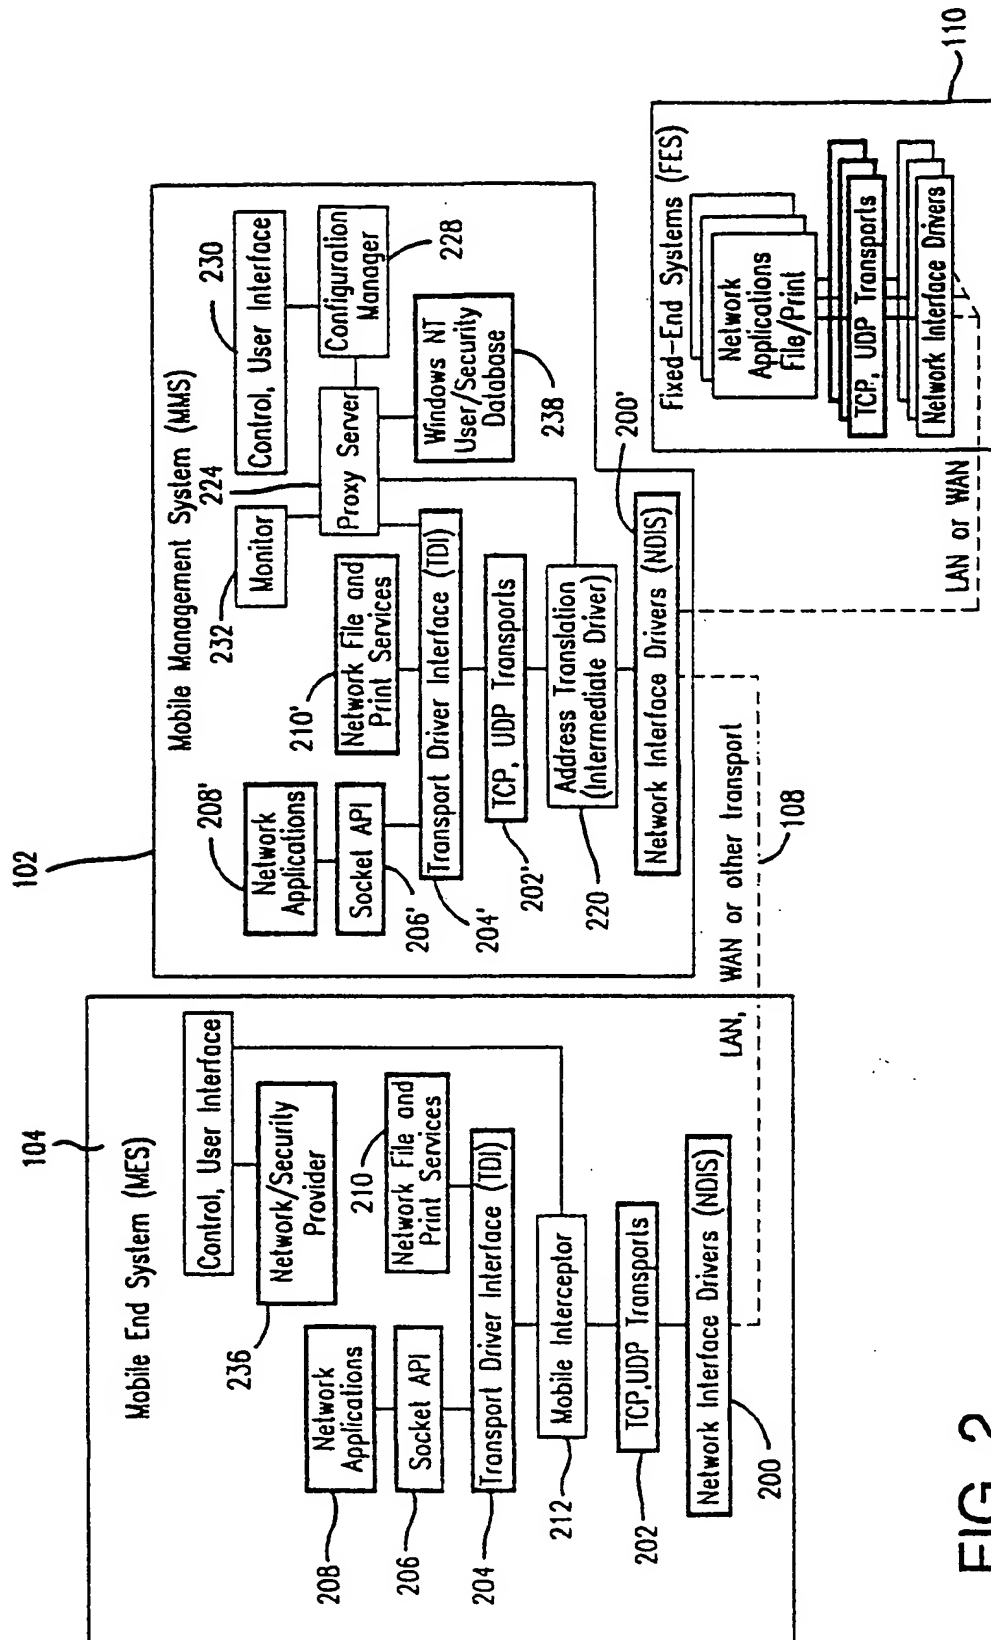 104
Mobile End System (MES)
Control, User Interface
Network/Security
Provider
236
210
Network File and
Print Services
Network
Applications
208
Socket API
206
Transport Driver Interface (TDI)
204
Mobile Interceptor
212
TCP,UDP Transports
202
Network Interface Drivers (NDIS)
200
LAN, WAN or other transport
108
102
Mobile Management System (MMS)
230
Control, User Interface
224
232
Monitor
Proxy Server
Configuration
Manager
228
Windows NT
User/Security
Database
238
208'
Network
Applications
Socket API
206'
210'
Network File and
Print Services
Transport Driver Interface (TDI)
204'
TCP, UDP Transports
202'
Address Translation
(Intermediate Driver)
220
200'
Network Interface Drivers (NDIS)
LAN or WAN
Fixed-End Systems (FES)
110
Network
Applications
File/Print
TCP, UDP Transports
Network Interface Drivers
FIG. 2